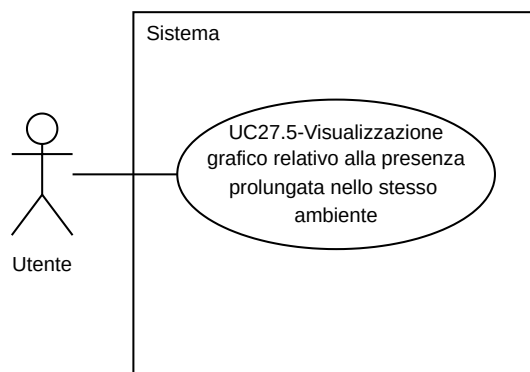 Sistema
UC27.5-Visualizzazione
grafico relativo alla presenza
prolungata nello stesso
ambiente
Utente